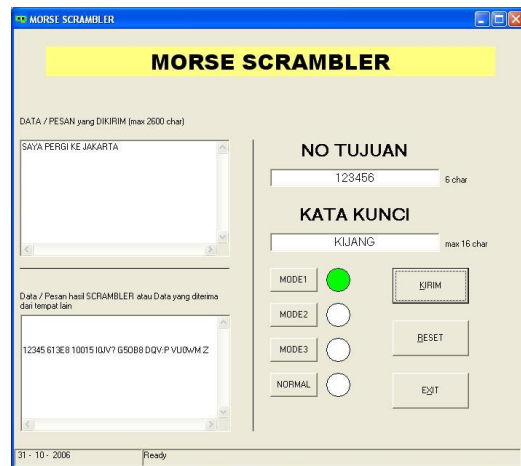 MORSE SCRAMBLER
MORSE SCRAMBLER
DATA / PESAN yang DIKIRIM (max 2600 char)
SAYA PERGI KE JAKARTA
NO TUJUAN
123456 6 char
KATA KUNCI
KIJANG max 16 char
MODE1
KIRIM
Data / Pesan hasil SCRAMBLER atau Data yang diterima
dari tempat lain
MODE2
RESET
12345 613E8 10015 I0JV? G5OB8 DQV:P VU0WM Z
MODE3
NORMAL
EXIT
31 - 10 - 2006 Ready